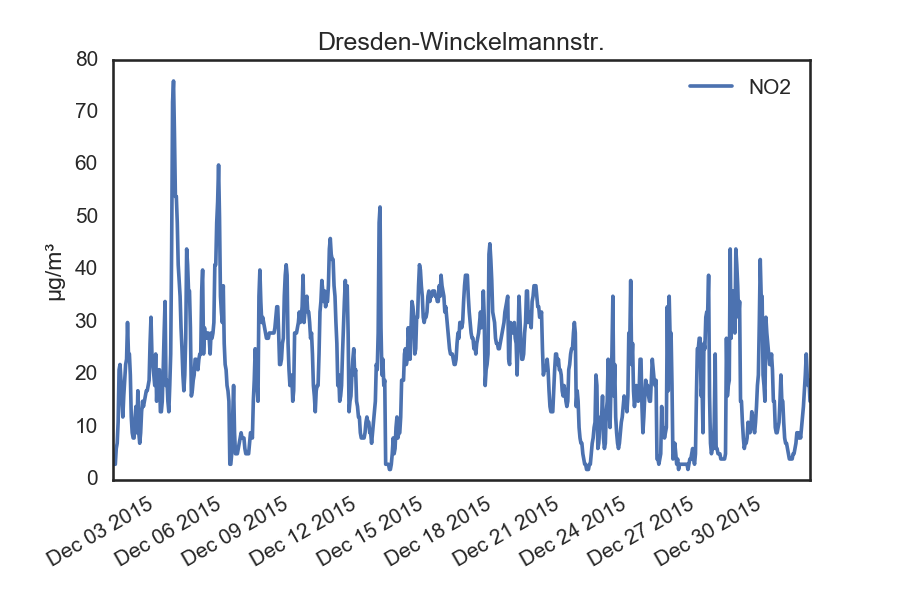 Dresden-Winckelmannstr.
NO2
µg/m³
80
70
60
50
40
30
20
10
0
Dec 03 2015
Dec 06 2015
Dec 09 2015
Dec 12 2015
Dec 15 2015
Dec 18 2015
Dec 21 2015
Dec 24 2015
Dec 27 2015
Dec 30 2015